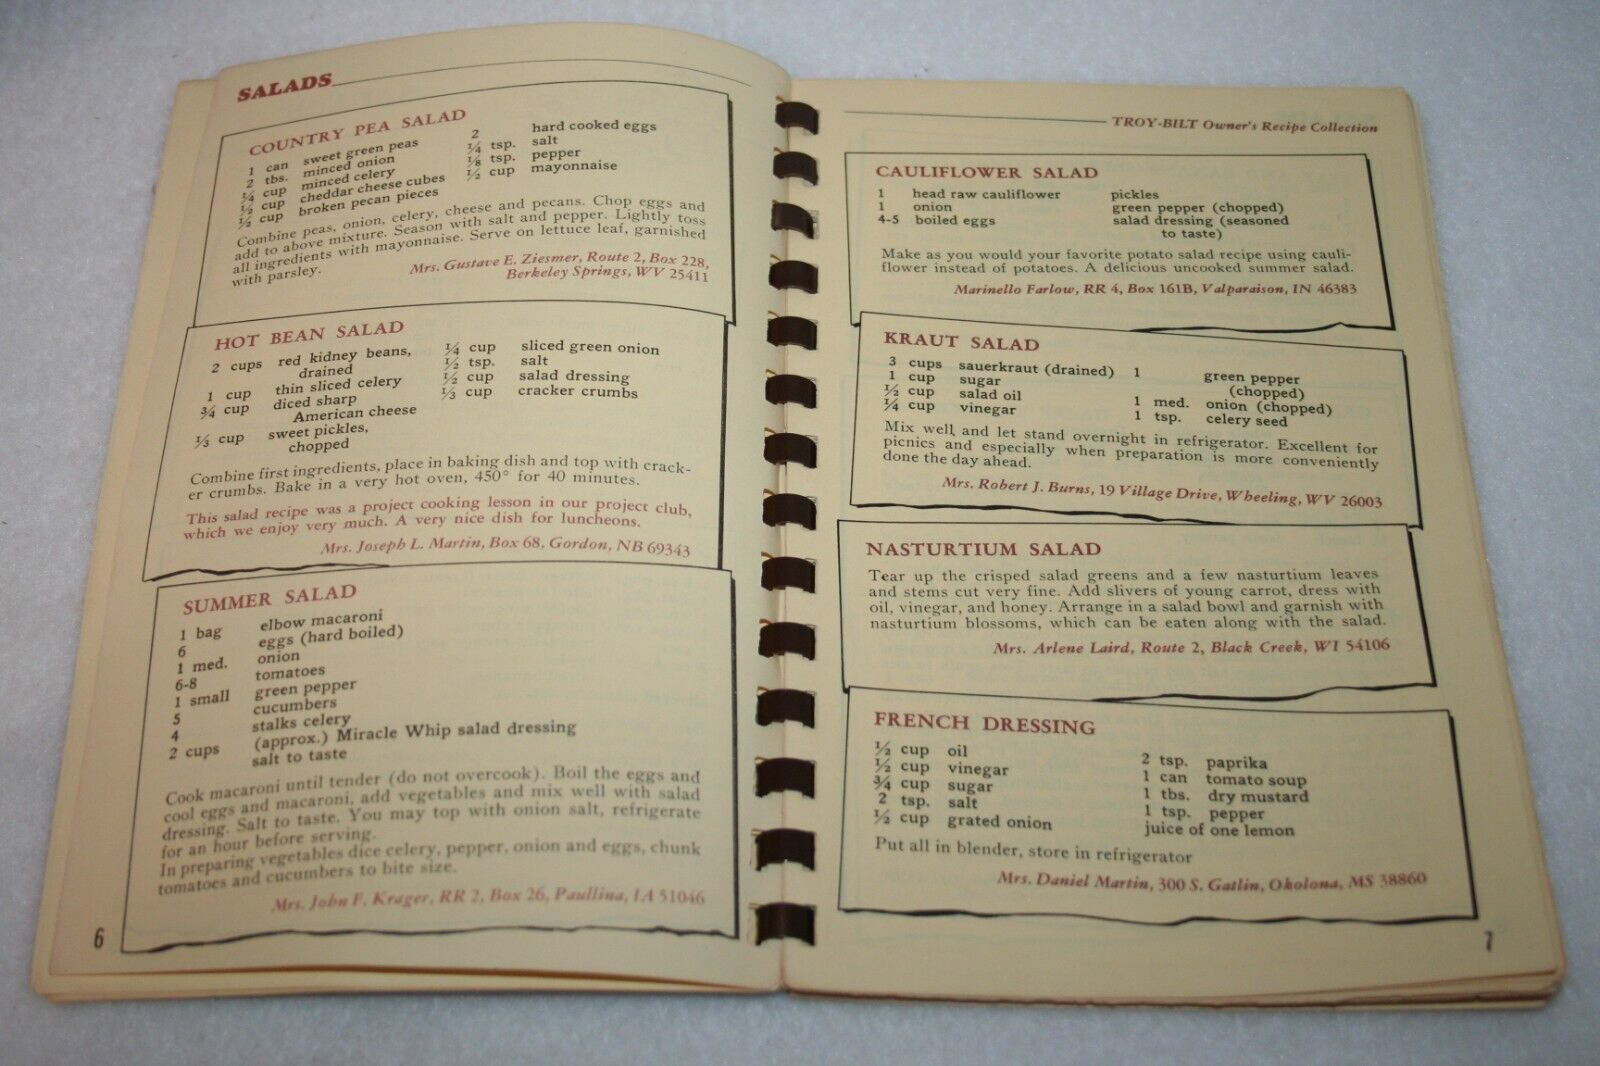 SALADS
COUNTRY PEA SALAD
1 can sweet green peas
2 tbs. minced onion
¼ cup minced celery
½ cup cheddar cheese cubes
½ cup broken pecan pieces
2 hard cooked eggs
¼ tsp. salt
⅛ tsp. pepper
½ cup mayonnaise
Combine peas, onion, celery, cheese and pecans. Chop eggs and
add to above mixture. Season with salt and pepper. Lightly toss
all ingredients with mayonnaise. Serve on lettuce leaf, garnished
with parsley.
Mrs. Gustave E. Ziesmer, Route 2, Box 228,
Berkeley Springs, WV 25411
HOT BEAN SALAD
2 cups red kidney beans,
drained
1 cup thin sliced celery
¾ cup diced sharp
American cheese
⅓ cup sweet pickles,
chopped
¼ cup sliced green onion
½ tsp. salt
½ cup salad dressing
⅓ cup cracker crumbs
Combine first ingredients, place in baking dish and top with crack-
er crumbs. Bake in a very hot oven, 450° for 40 minutes.
This salad recipe was a project cooking lesson in our project club,
which we enjoy very much. A very nice dish for luncheons.
Mrs. Joseph L. Martin, Box 68, Gordon, NB 69343
SUMMER SALAD
1 bag elbow macaroni
6 eggs (hard boiled)
1 med. onion
6-8 tomatoes
1 small green pepper
5 cucumbers
4 stalks celery
2 cups (approx.) Miracle Whip salad dressing
salt to taste
Cook macaroni until tender (do not overcook). Boil the eggs and
cool eggs and macaroni, add vegetables and mix well with salad
dressing. Salt to taste. You may top with onion salt, refrigerate
for an hour before serving.
In preparing vegetables dice celery, pepper, onion and eggs, chunk
tomatoes and cucumbers to bite size.
Mrs. John F. Krager, RR 2, Box 26, Paullina, IA 51046
6
TROY-BILT Owner's Recipe Collection
CAULIFLOWER SALAD
1 head raw cauliflower
1 onion
4-5 boiled eggs
pickles
green pepper (chopped)
salad dressing (seasoned
to taste)
Make as you would your favorite potato salad recipe using cauli-
flower instead of potatoes. A delicious uncooked summer salad.
Marinello Farlow, RR 4, Box 161B, Valparaison, IN 46383
KRAUT SALAD
3 cups sauerkraut (drained)
1 cup sugar
½ cup salad oil
¼ cup vinegar
1 green pepper
(chopped)
1 med. onion (chopped)
1 tsp. celery seed
Mix well and let stand overnight in refrigerator. Excellent for
picnics and especially when preparation is more conveniently
done the day ahead.
Mrs. Robert J. Burns, 19 Village Drive, Wheeling, WV 26003
NASTURTIUM SALAD
Tear up the crisped salad greens and a few nasturtium leaves
and stems cut very fine. Add slivers of young carrot, dress with
oil, vinegar, and honey. Arrange in a salad bowl and garnish with
nasturtium blossoms, which can be eaten along with the salad.
Mrs. Arlene Laird, Route 2, Black Creek, WI 54106
FRENCH DRESSING
½ cup oil
½ cup vinegar
¾ cup sugar
2 tsp. salt
½ cup grated onion
2 tsp. paprika
1 can tomato soup
1 tbs. dry mustard
1 tsp. pepper
juice of one lemon
Put all in blender, store in refrigerator
Mrs. Daniel Martin, 300 S. Gatlin, Okolona, MS 38860
7